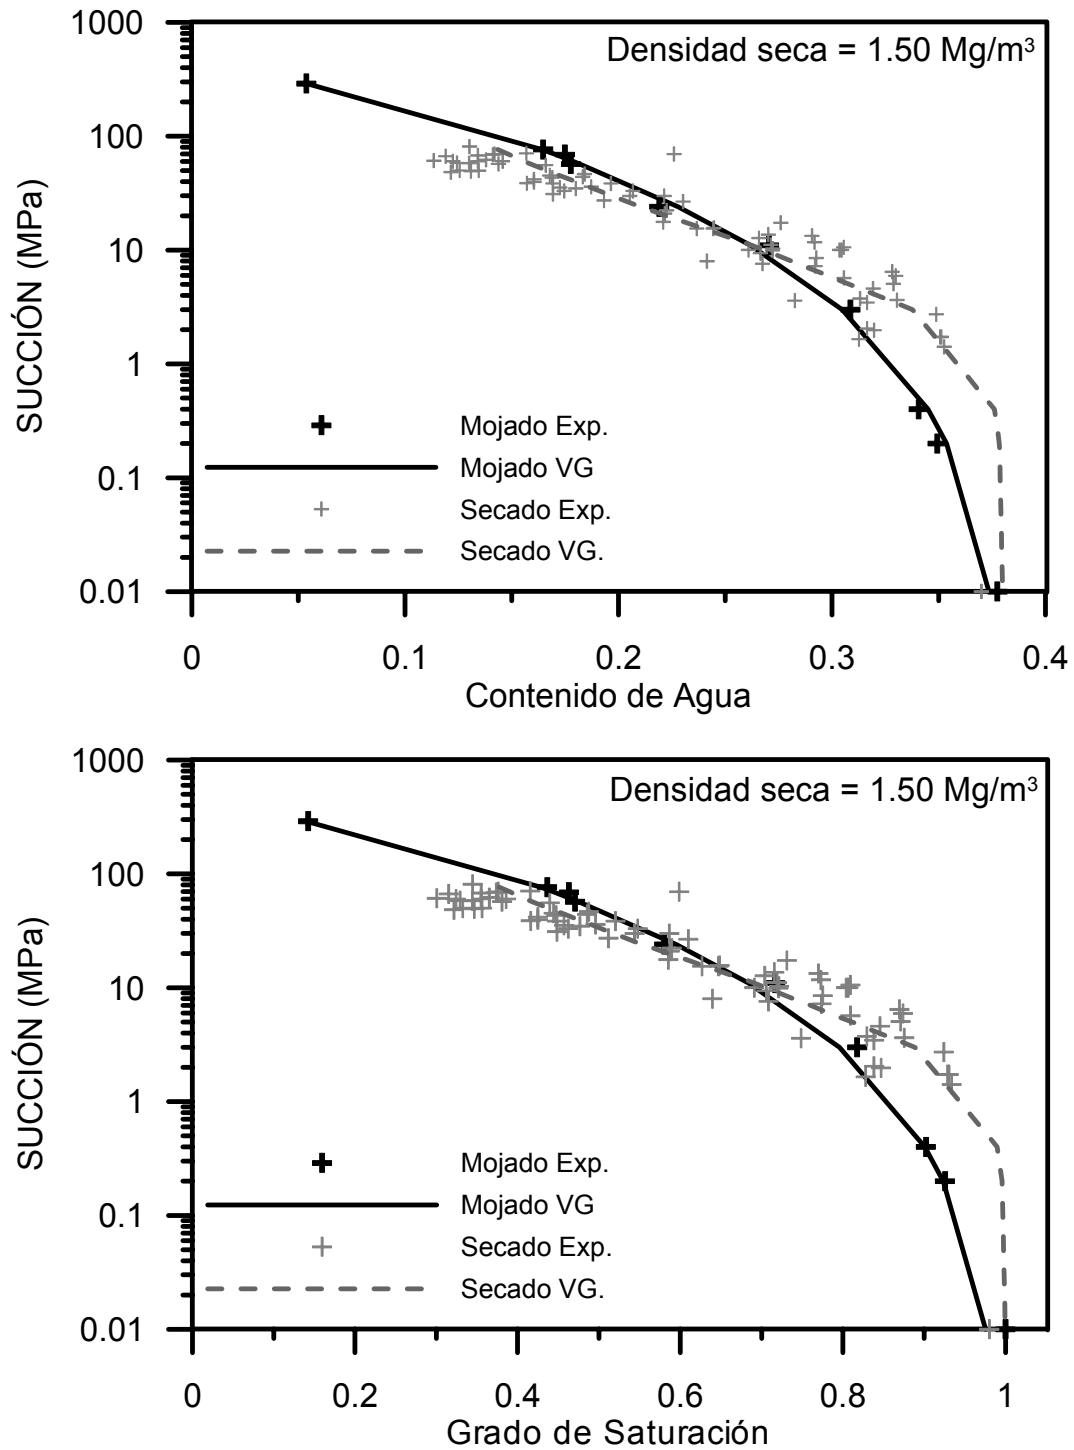 1000
Densidad seca = 1.50 Mg/m³
100
10
SUCCIÓN (MPa)
1
Mojado Exp.
Mojado VG
0.1
Secado Exp.
Secado VG.
0.01
0 0.1 0.2 0.3 0.4
Contenido de Agua
1000
Densidad seca = 1.50 Mg/m³
100
10
SUCCIÓN (MPa)
1
Mojado Exp.
Mojado VG
0.1
Secado Exp.
Secado VG.
0.01
0 0.2 0.4 0.6 0.8 1
Grado de Saturación